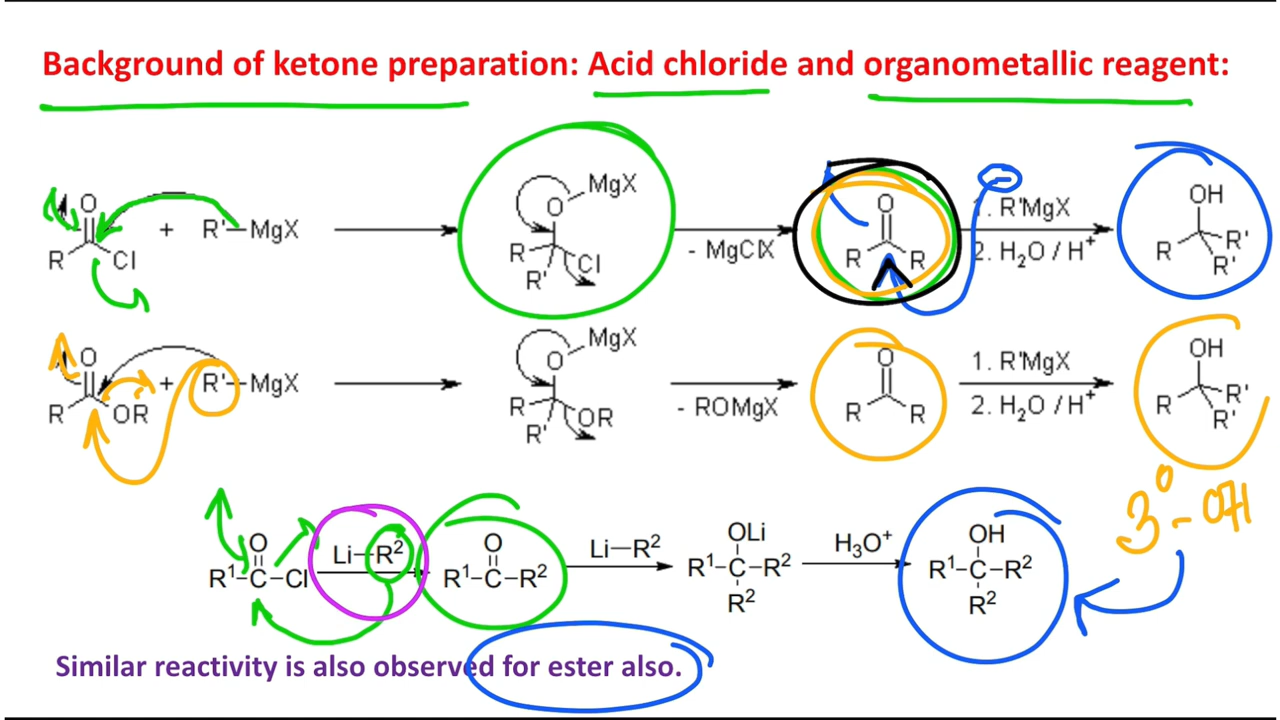 Background of ketone preparation: Acid chloride and organometallic reagent:
O
R Cl + R'-MgX
O MgX
R R' Cl
- MgClX
O
R R
1. R'MgX
2. H₂O / H⁺
OH
R R' R'
O
R OR + R'-MgX
O MgX
R R' OR
- ROMgX
O
R R
1. R'MgX
2. H₂O / H⁺
OH
R R' R'
3° - OH
O
R¹-C-Cl
Li-R²
O
R¹-C-R²
Li-R²
OLi
R¹-C-R²
R²
H₃O⁺
OH
R¹-C-R²
R²
Similar reactivity is also observed for ester also.